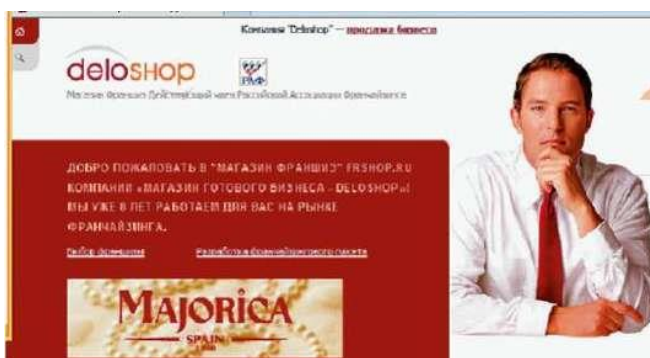 Компания "Deloshop" — продажа бизнеса
deloSHOP
РАФ
Магазин Франшиз Действующий член Российской Ассоциации Франчайзинга
ДОБРО ПОЖАЛОВАТЬ В "МАГАЗИН ФРАНШИЗ" FRSHOP.RU
КОМПАНИИ «МАГАЗИН ГОТОВОГО БИЗНЕСА - DELOSHOP»!
МЫ УЖЕ 8 ЛЕТ РАБОТАЕМ ДЛЯ ВАС НА РЫНКЕ
ФРАНЧАЙЗИНГА.
Выбор франшизы Разработка франчайзингового пакета
MAJORICA
SPAIN